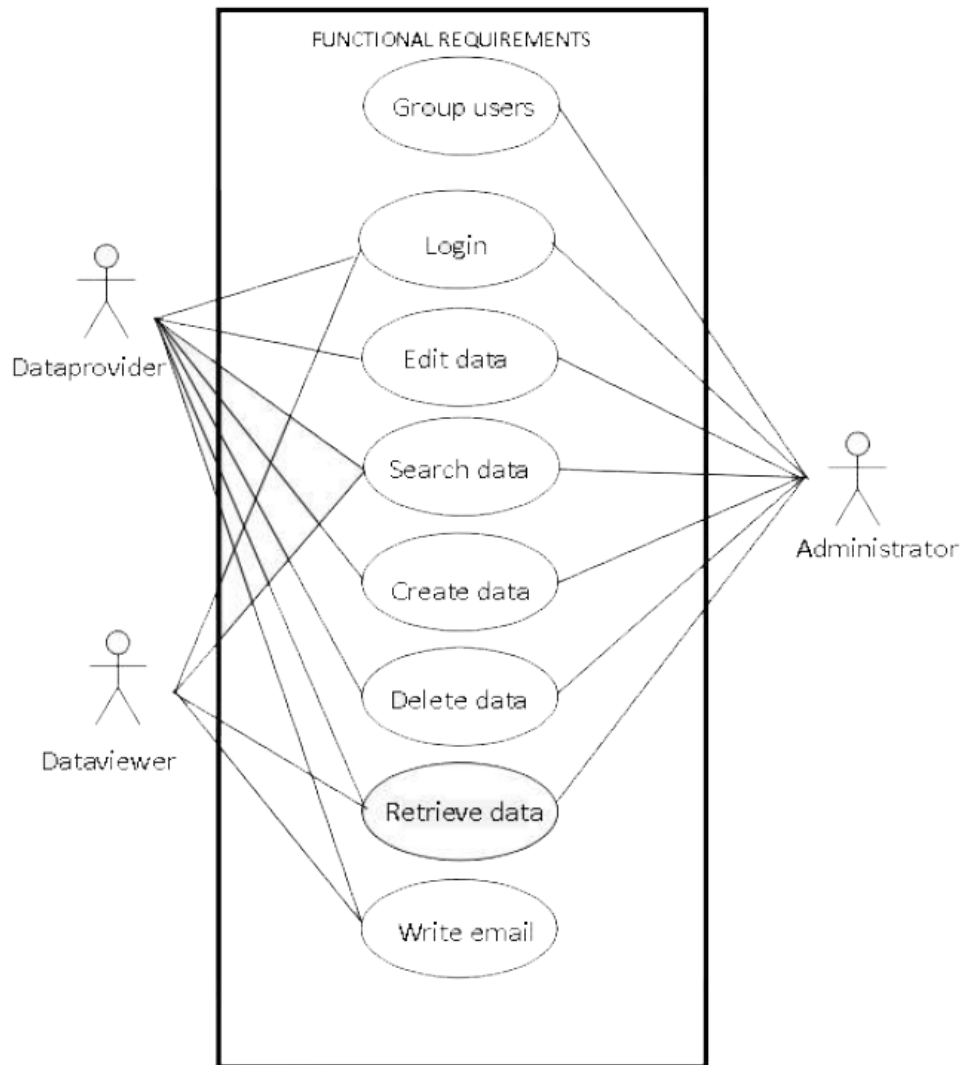 FUNCTIONAL REQUIREMENTS
Group users
Login
Dataprovider
Edit data
Search data
Administrator
Create data
Delete data
Dataviewer
Retrieve data
Write email